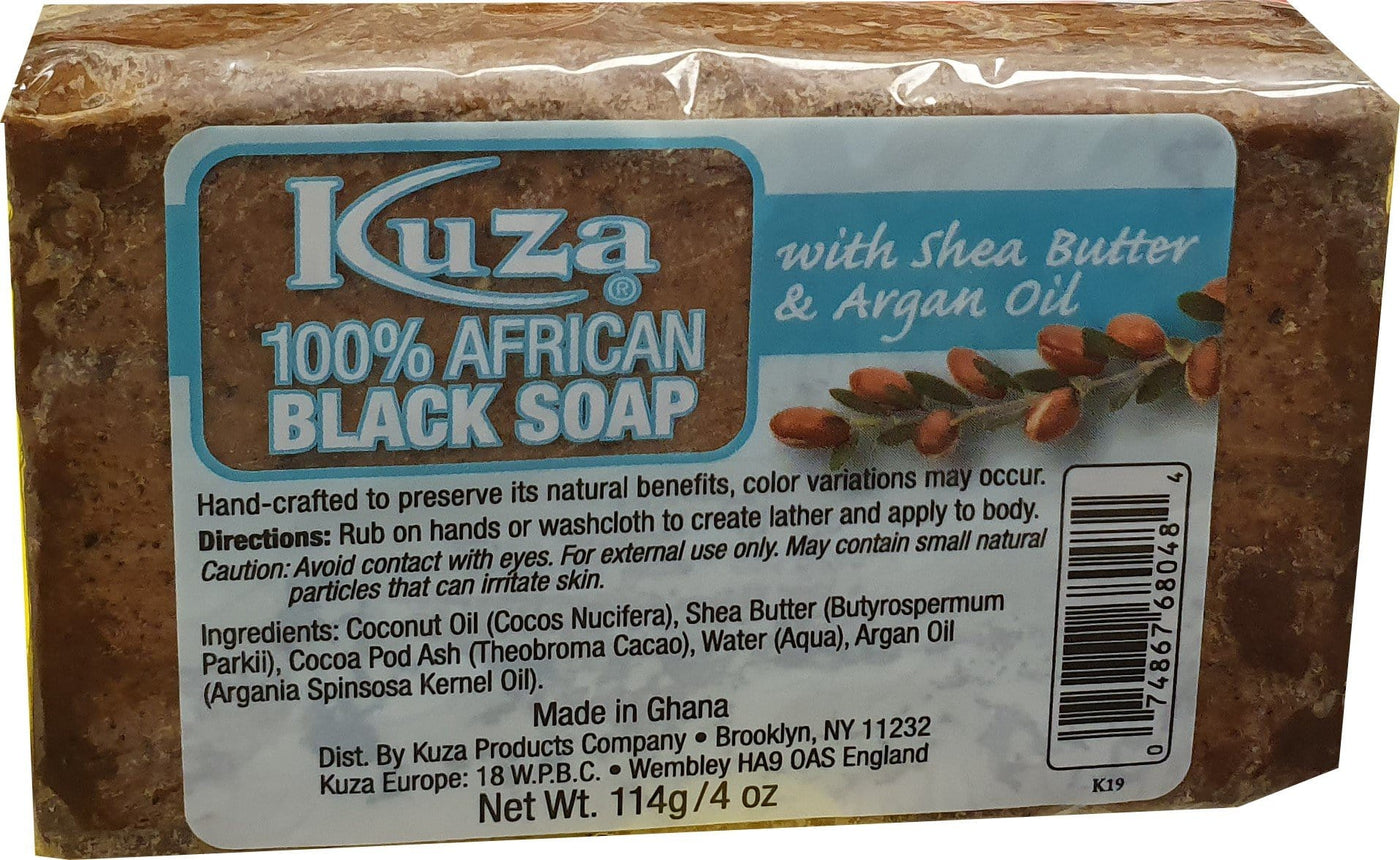 Kuza®
100% AFRICAN
BLACK SOAP
with Shea Butter
& Argan Oil
Hand-crafted to preserve its natural benefits, color variations may occur.
Directions: Rub on hands or washcloth to create lather and apply to body.
Caution: Avoid contact with eyes. For external use only. May contain small natural
particles that can irritate skin.
Ingredients: Coconut Oil (Cocos Nucifera), Shea Butter (Butyrospermum
Parkii), Cocoa Pod Ash (Theobroma Cacao), Water (Aqua), Argan Oil
(Argania Spinsosa Kernel Oil).
Made in Ghana
Dist. By Kuza Products Company • Brooklyn, NY 11232
Kuza Europe: 18 W.P.B.C. • Wembley HA9 OAS England
Net Wt. 114g/4 oz
0 74867 68048 4
K19